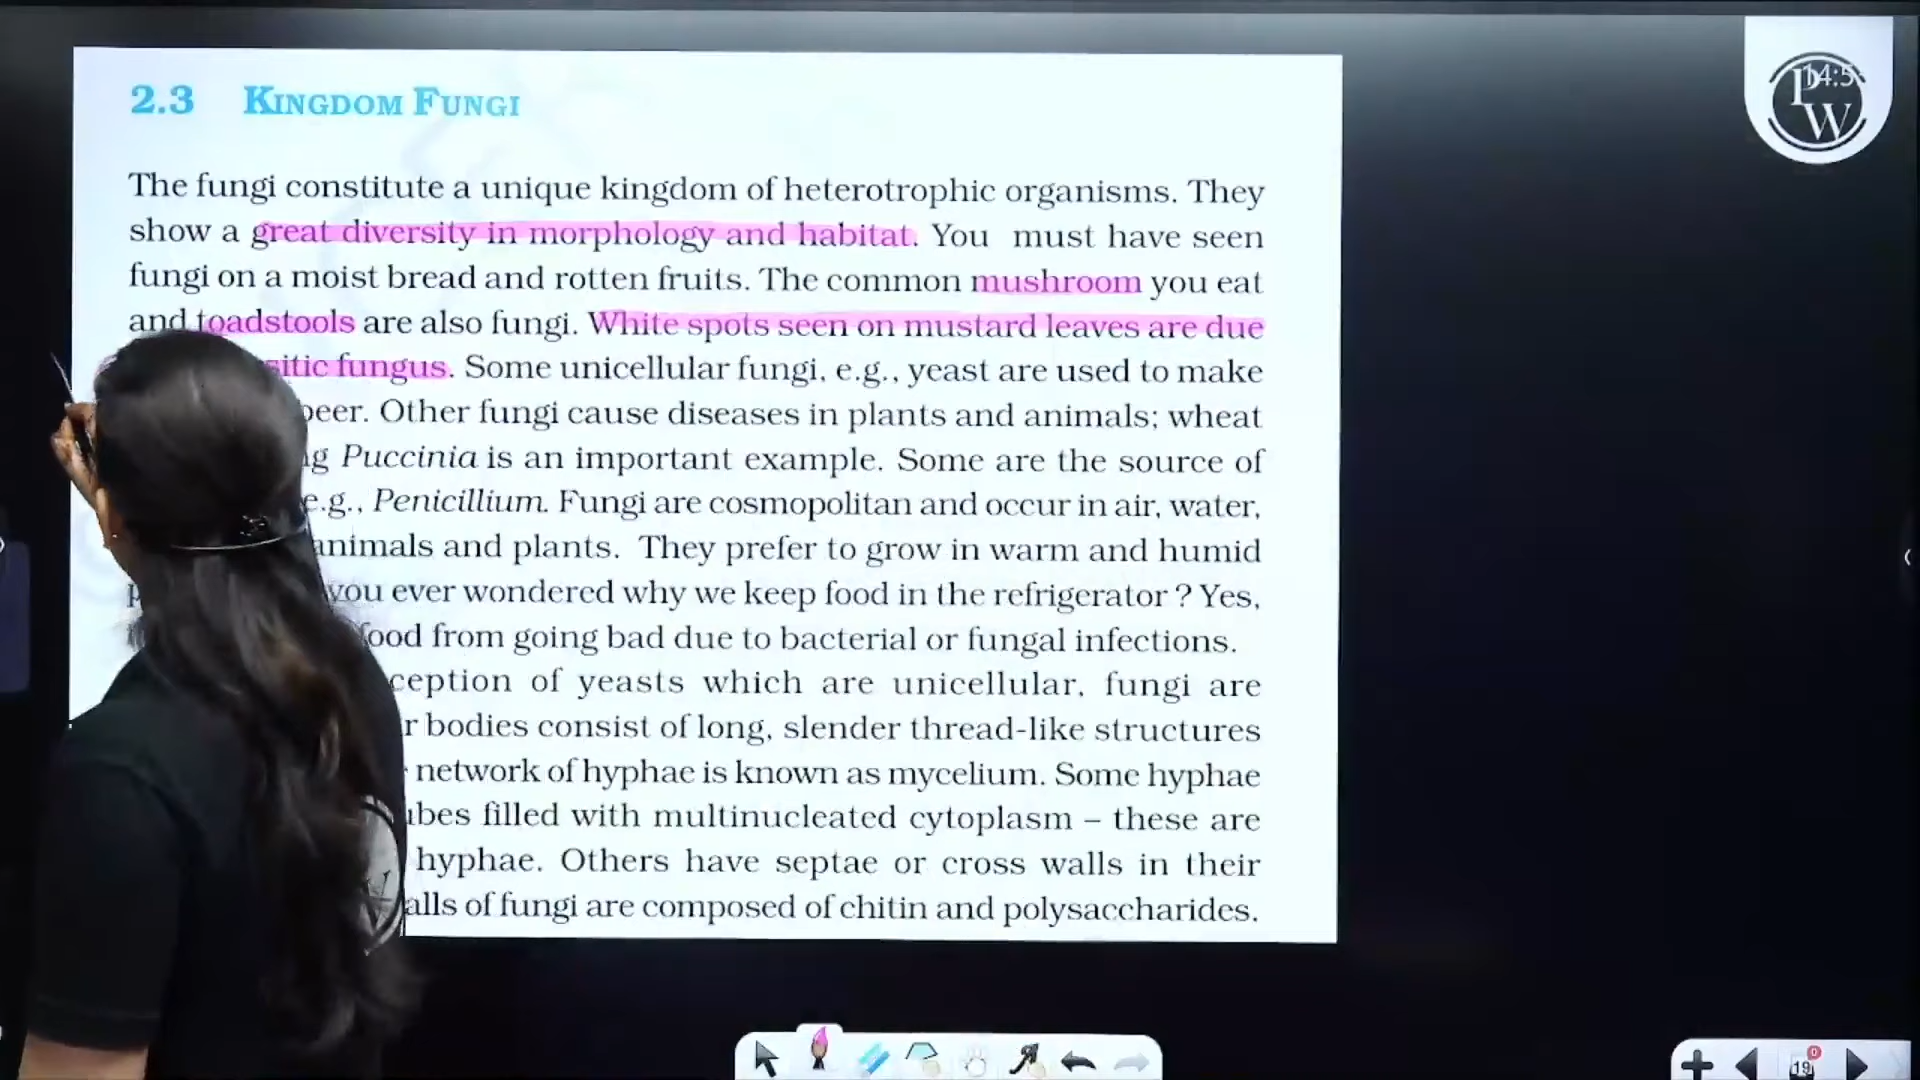 2.3 KINGDOM FUNGI
The fungi constitute a unique kingdom of heterotrophic organisms. They
show a great diversity in morphology and habitat. You must have seen
fungi on a moist bread and rotten fruits. The common mushroom you eat
and toadstools are also fungi. White spots seen on mustard leaves are due
sitic fungus. Some unicellular fungi, e.g., yeast are used to make
beer. Other fungi cause diseases in plants and animals; wheat
Puccinia is an important example. Some are the source of
e.g., Penicillium. Fungi are cosmopolitan and occur in air, water,
animals and plants. They prefer to grow in warm and humid
you ever wondered why we keep food in the refrigerator ? Yes,
food from going bad due to bacterial or fungal infections.
ception of yeasts which are unicellular, fungi are
r bodies consist of long, slender thread-like structures
network of hyphae is known as mycelium. Some hyphae
ubes filled with multinucleated cytoplasm – these are
hyphae. Others have septae or cross walls in their
alls of fungi are composed of chitin and polysaccharides.
14:5
PW
19
0